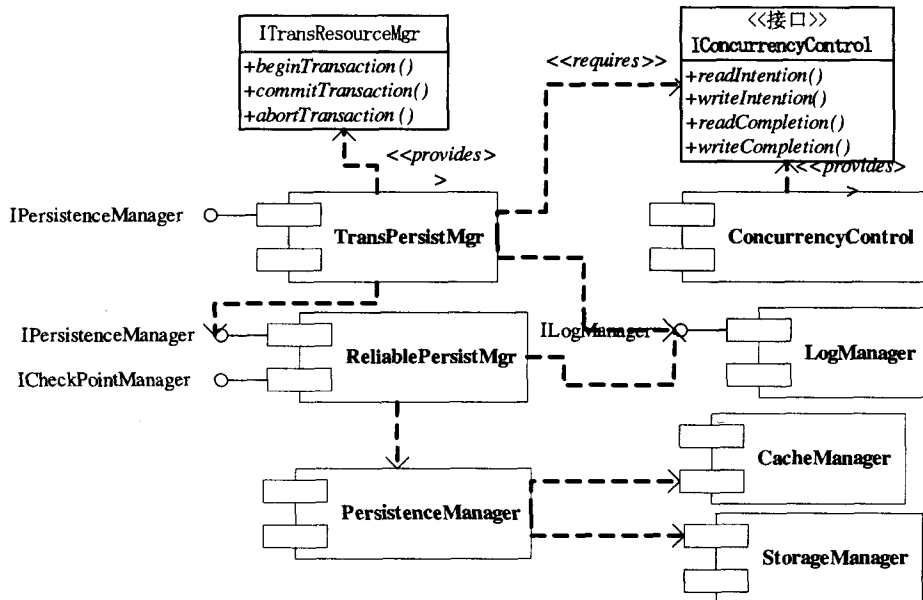 ITransResourceMgr
+beginTransaction()
+commitTransaction()
+abortTransaction()
<<接口>>
IConcurrencyControl
+readIntention()
+writeIntention()
+readCompletion()
+writeCompletion()
<<requires>>
<<provides>
>
<<provides>
>
IPersistenceManager
TransPersistMgr
ConcurrencyControl
IPersistenceManager
ICheckPointManager
ReliablePersistMgr
ILogManager
LogManager
PersistenceManager
CacheManager
StorageManager